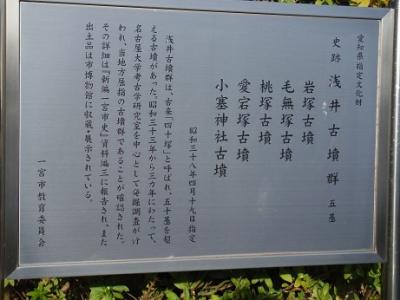 愛知県指定文化財
史跡 浅井古墳群 五基
岩塚古墳
毛無塚古墳
桃塚古墳
愛宕塚古墳
小塞神社古墳
昭和三十八年四月十九日指定
浅井古墳群は、古来「四十塚」と呼ばれ、五十基を超
える古墳があった。昭和三十三年から三カ年にわたって、
名古屋大学考古学研究室を中心として発掘調査が行
われ、当地方屈指の古墳群であることが確認された。
その詳細は『新編一宮市史』資料編三に報告され、また
出土品は市博物館に収蔵・展示されている。
一宮市教育委員会